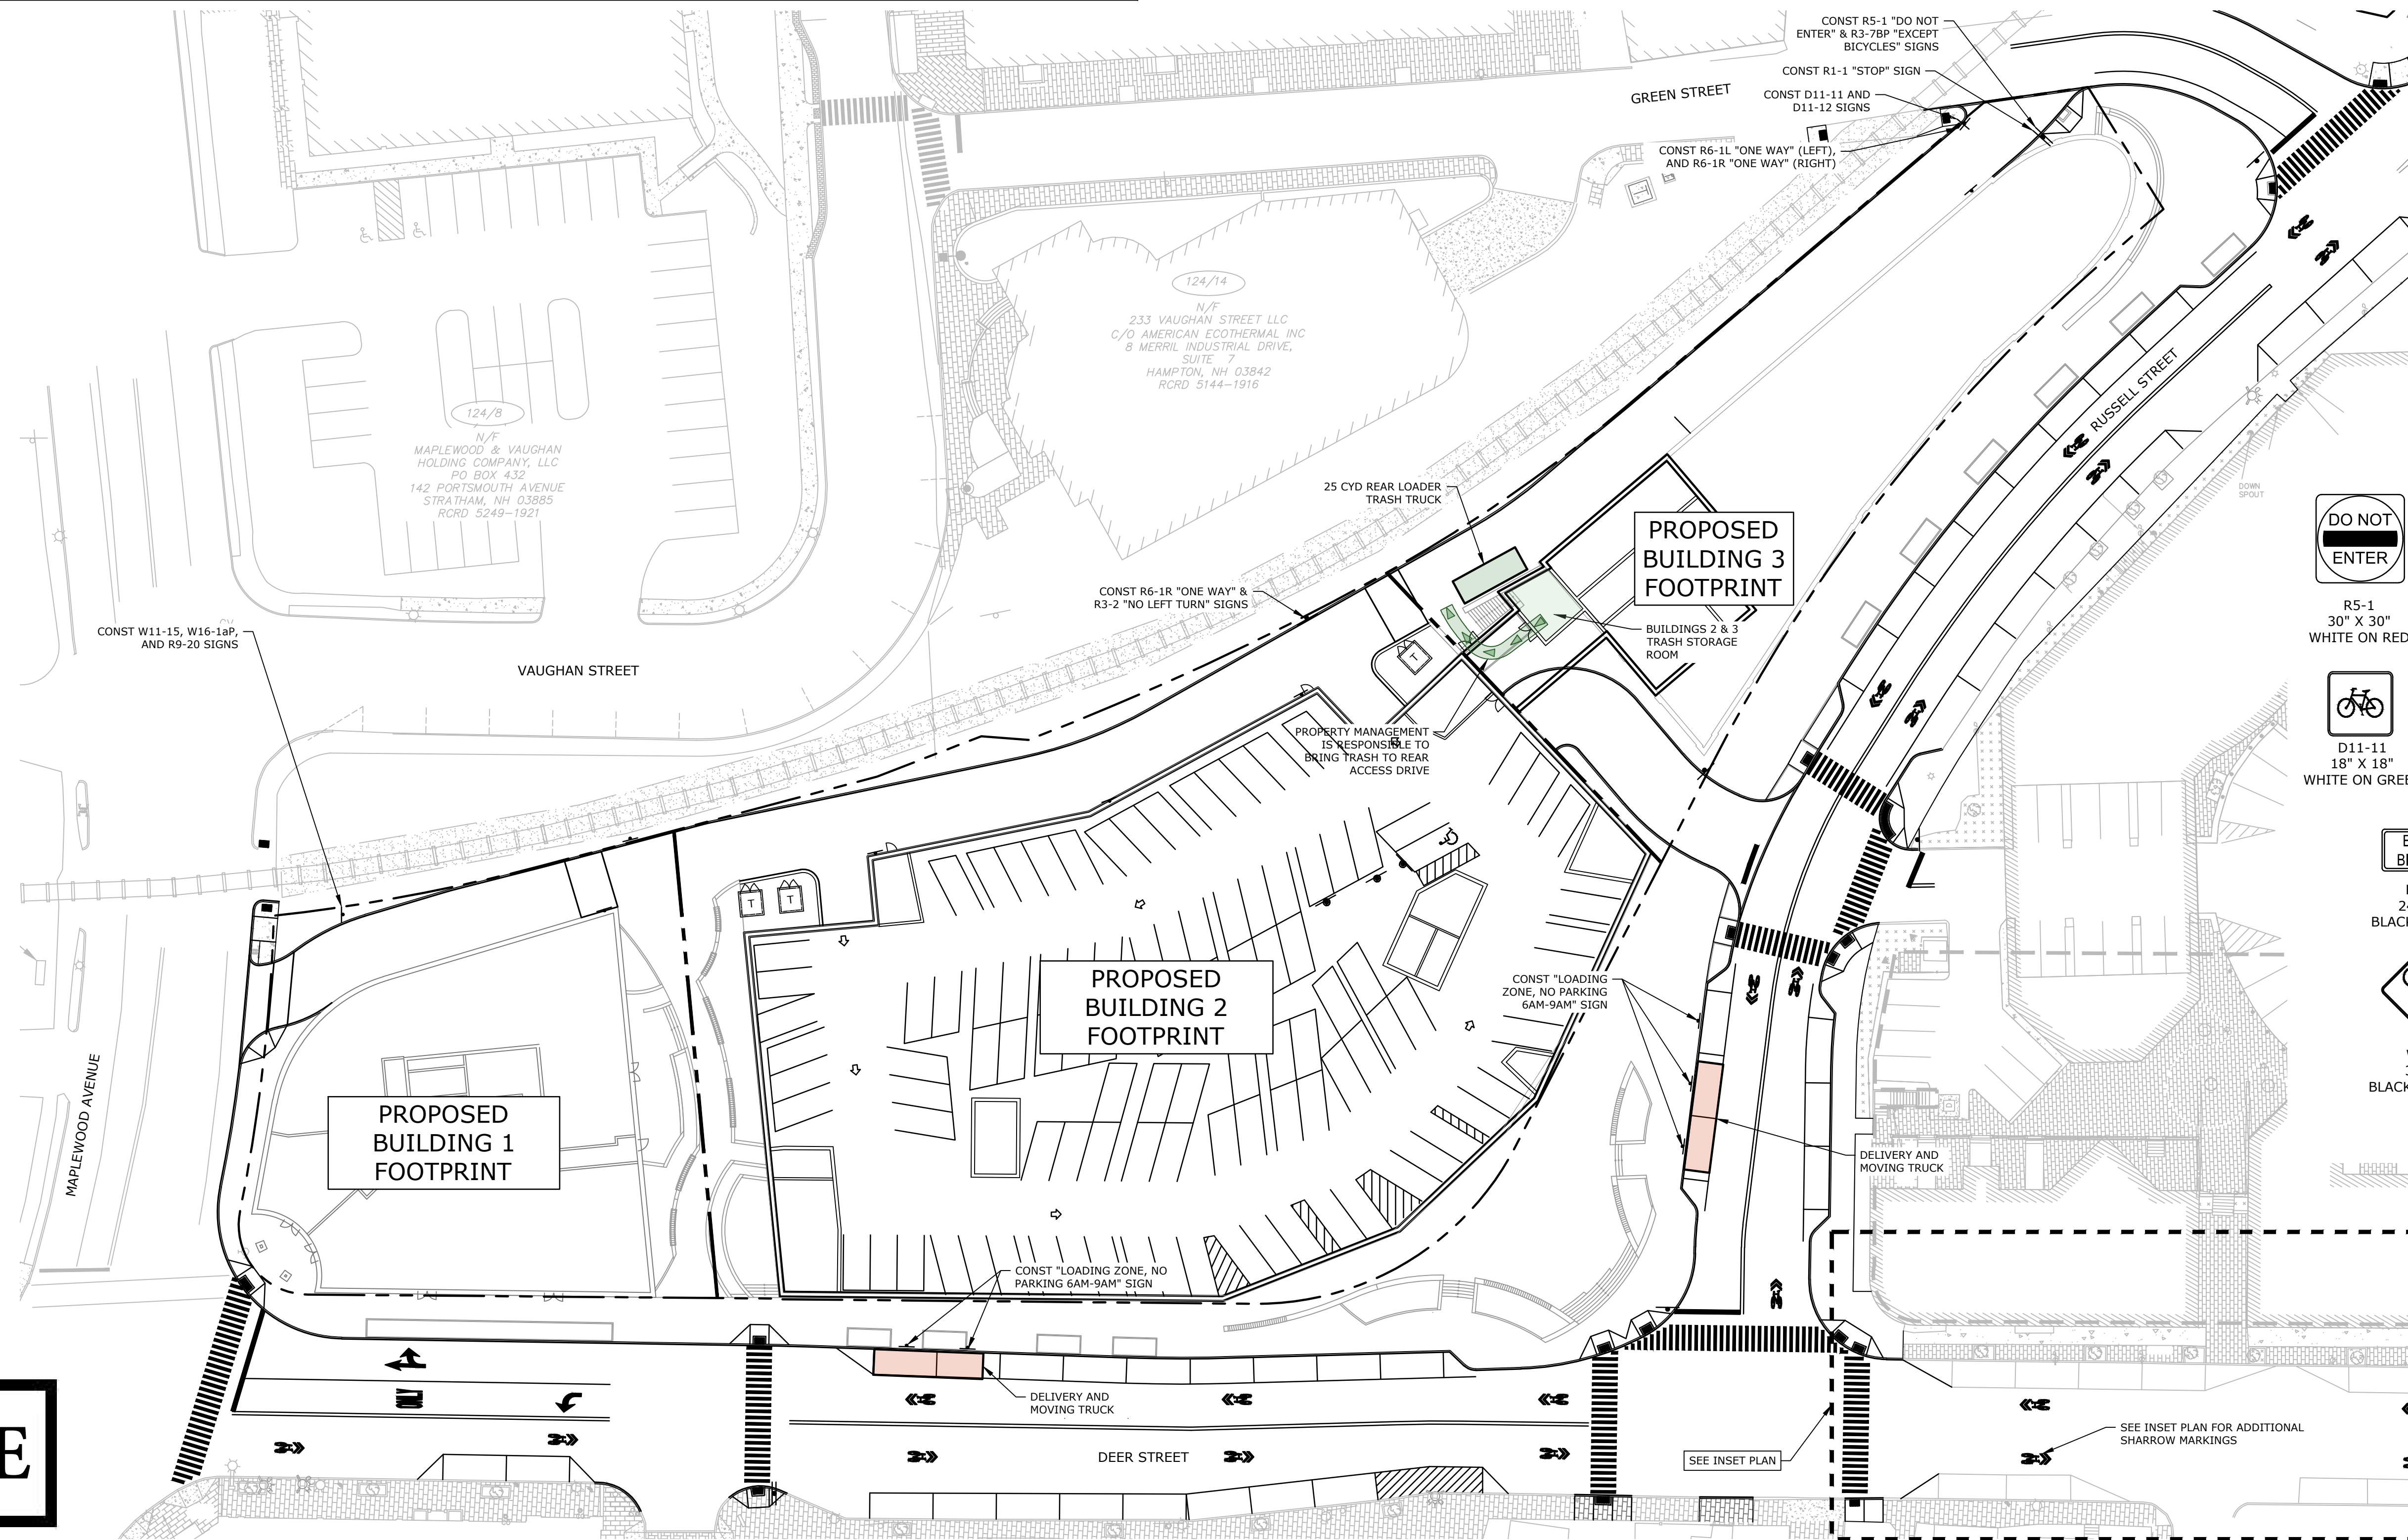 CONST R5-1 "DO NOT
ENTER" & R3-7BP "EXCEPT
BICYCLES" SIGNS
CONST R1-1 "STOP" SIGN
CONST D11-11 AND
D11-12 SIGNS
CONST R6-1L "ONE WAY" (LEFT),
AND R6-1R "ONE WAY" (RIGHT)
GREEN STREET
124/14
N/F
233 VAUGHAN STREET LLC
C/O AMERICAN ECOTHERMAL INC
8 MERRIL INDUSTRIAL DRIVE,
SUITE 7
HAMPTON, NH 03842
RCRD 5144-1916
124/8
N/F
MAPLEWOOD & VAUGHAN
HOLDING COMPANY, LLC
PO BOX 432
142 PORTSMOUTH AVENUE
STRATHAM, NH 03885
RCRD 5249-1921
RUSSELL STREET
DOWN
SPOUT
25 CYD REAR LOADER
TRASH TRUCK
PROPOSED
BUILDING 3
FOOTPRINT
DO NOT
ENTER
R5-1
30" X 30"
WHITE ON RED
CONST R6-1R "ONE WAY" &
R3-2 "NO LEFT TURN" SIGNS
CONST W11-15, W16-1aP,
AND R9-20 SIGNS
VAUGHAN STREET
BUILDINGS 2 & 3
TRASH STORAGE
ROOM
T
PROPERTY MANAGEMENT
IS RESPONSIBLE TO
BRING TRASH TO REAR
ACCESS DRIVE
D11-11
18" X 18"
WHITE ON GREE
T
T
24
BLACK
BLACK
PROPOSED
BUILDING 2
FOOTPRINT
CONST "LOADING
ZONE, NO PARKING
6AM-9AM" SIGN
MAPLEWOOD AVENUE
PROPOSED
BUILDING 1
FOOTPRINT
DELIVERY AND
MOVING TRUCK
CONST "LOADING ZONE, NO
PARKING 6AM-9AM" SIGN
DELIVERY AND
MOVING TRUCK
DEER STREET
SEE INSET PLAN
SEE INSET PLAN FOR ADDITIONAL
SHARROW MARKINGS
E